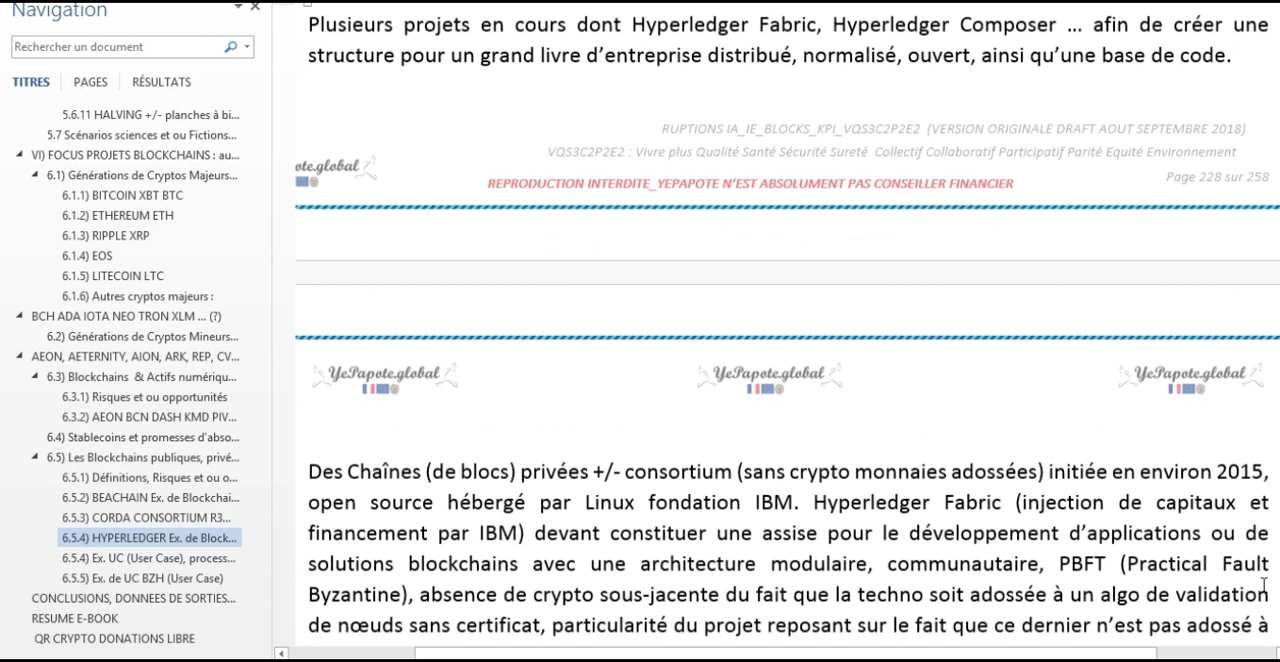 Navigation
Rechercher un document
TITRES
PAGES
RÉSULTATS
5.6.11 HALVING +/- planches à bi...
5.7 Scénarios sciences et ou Fictions...
VI) FOCUS PROJETS BLOCKCHAINS : au...
6.1) Générations de Cryptos Majeurs...
6.1.1) BITCOIN XBT BTC
6.1.2) ETHEREUM ETH
6.1.3) RIPPLE XRP
6.1.4) EOS
6.1.5) LITECOIN LTC
6.1.6) Autres cryptos majeurs :
BCH ADA IOTA NEO TRON XLM ... (?)
6.2) Générations de Cryptos Mineurs...
AEON, AETERNITY, AION, ARK, REP, CV...
6.3) Blockchains & Actifs numériqu...
6.3.1) Risques et ou opportunités
6.3.2) AEON BCN DASH KMD PIV...
6.4) Stablecoins et promesses d'abso...
6.5) Les Blockchains publiques, privé...
6.5.1) Définitions, Risques et ou o...
6.5.2) BEACHAIN Ex. de Blockchai...
6.5.3) CORDA CONSORTIUM R3...
6.5.4) HYPERLEDGER Ex. de Block...
6.5.4) Ex. UC (User Case), process...
6.5.5) Ex. de UC BZH (User Case)
CONCLUSIONS, DONNEES DE SORTIES...
RESUME E-BOOK
QR CRYPTO DONATIONS LIBRE
Plusieurs projets en cours dont Hyperledger Fabric, Hyperledger Composer ... afin de créer une
structure pour un grand livre d'entreprise distribué, normalisé, ouvert, ainsi qu'une base de code.
RUPTIONS IA_IE_BLOCKS_KPI_VQS3C2P2E2 (VERSION ORIGINALE DRAFT AOUT SEPTEMBRE 2018)
VQS3C2P2E2 : Vivre plus Qualité Santé Sécurité Sureté Collectif Collaboratif Participatif Parité Equité Environnement
ote.global
REPRODUCTION INTERDITE_YEPAPOTE N'EST ABSOLUMENT PAS CONSEILLER FINANCIER
Page 228 sur 258
YePapote.global
YePapote.global
YePapote.global
Des Chaînes (de blocs) privées +/- consortium (sans crypto monnaies adossées) initiée en environ 2015,
open source hébergé par Linux fondation IBM. Hyperledger Fabric (injection de capitaux et
financement par IBM) devant constituer une assise pour le développement d'applications ou de
solutions blockchains avec une architecture modulaire, communautaire, PBFT (Practical Fault
Byzantine), absence de crypto sous-jacente du fait que la techno soit adossée à un algo de validation
de nœuds sans certificat, particularité du projet reposant sur le fait que ce dernier n'est pas adossé à